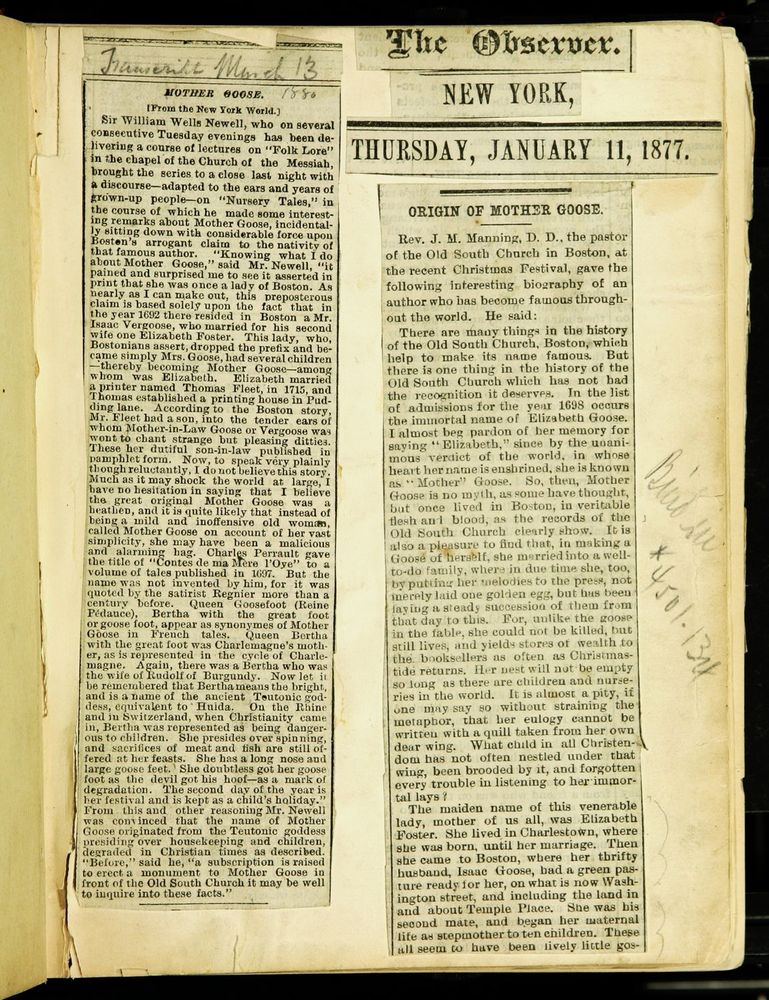 Transcript March 13
1880
MOTHER GOOSE.
[From the New York World.]
Sir William Wells Newell, who on several
consecutive Tuesday evenings has been de-
livering a course of lectures on "Folk Lore"
in the chapel of the Church of the Messiah,
brought the series to a close last night with
a discourse—adapted to the ears and years of
grown-up people—on "Nursery Tales," in
the course of which he made some interest-
ing remarks about Mother Goose, incidental-
ly sitting down with considerable force upon
Boston's arrogant claim to the nativity of
that famous author. "Knowing what I do
about Mother Goose," said Mr. Newell, "it
pained and surprised me to see it asserted in
print that she was once a lady of Boston. As
nearly as I can make out, this preposterous
claim is based solely upon the fact that in
the year 1692 there resided in Boston a Mr.
Isaac Vergoose, who married for his second
wife one Elizabeth Foster. This lady, who,
Bostonians assert, dropped the prefix and be-
came simply Mrs. Goose, had several children
—thereby becoming Mother Goose—among
whom was Elizabeth. Elizabeth married
a printer named Thomas Fleet, in 1715, and
Thomas established a printing house in Pud-
ding lane. According to the Boston story,
Mr. Fleet had a son, into the tender ears of
whom Mother-in-Law Goose or Vergoose was
wont to chant strange but pleasing ditties.
These her dutiful son-in-law published in
pamphlet form. Now, to speak very plainly
though reluctantly, I do not believe this story.
Much as it may shock the world at large, I
have no hesitation in saying that I believe
the great original Mother Goose was a
heathen, and it is quite likely that instead of
being a mild and inoffensive old woman,
called Mother Goose on account of her vast
simplicity, she may have been a malicious
and alarming hag. Charles Perrault gave
the title of "Contes de ma Mere l'Oye" to a
volume of tales published in 1697. But the
name was not invented by him, for it was
quoted by the satirist Regnier more than a
century before. Queen Goosefoot (Reine
Pédauce), Bertha with the great foot
or goose foot, appear as synonymes of Mother
Goose in French tales. Queen Bertha
with the great foot was Charlemagne's moth-
er, as is represented in the cycle of Charle-
magne. Again, there was a Bertha who was
the wife of Rudolf of Burgundy. Now let it
be remembered that Bertha means the bright,
and is a name of the ancient Teutonic god-
dess, equivalent to Hnida. On the Rhine
and in Switzerland, when Christianity came
in, Bertha was represented as being danger-
ous to children. She presides over spinning,
and sacrifices of meat and fish are still of-
fered at her feasts. She has a long nose and
large goose feet. She doubtless got her goose
foot as the devil got his hoof—as a mark of
degradation. The second day of the year is
her festival and is kept as a child's holiday."
From this and other reasoning Mr. Newell
was convinced that the name of Mother
Goose originated from the Teutonic goddess
presiding over housekeeping and children,
degraded in Christian times as described.
"Before," said he, "a subscription is raised
to erect a monument to Mother Goose in
front of the Old South Church it may be well
to inquire into these facts."
The Observer.
NEW YORK,
THURSDAY, JANUARY 11, 1877.
ORIGIN OF MOTHER GOOSE.
Rev. J. M. Manning, D. D., the pastor
of the Old South Church in Boston, at
the recent Christmas Festival, gave the
following interesting biography of an
author who has become famous through-
out the world. He said:
There are many things in the history
of the Old South Church, Boston, which
help to make its name famous. But
there is one thing in the history of the
Old South Church which has not had
the recognition it deserves. In the list
of admissions for the year 1698 occurs
the immortal name of Elizabeth Goose.
I almost beg pardon of her memory for
saying "Elizabeth," since by the unani-
mous verdict of the world, in whose
heart her name is enshrined, she is known
as "Mother" Goose. So, then, Mother
Goose is no myth, as some have thought,
but once lived in Boston, in veritable
flesh and blood, as the records of the
Old South Church clearly show. It is
also a pleasure to find that, in making a
Goose of herself, she married into a well-
to-do family, where in due time she, too,
by putting her melodies to the press, not
merely laid one golden egg, but has been
laying a steady succession of them from
that day to this. For, unlike the goose
in the fable, she could not be killed, but
still lives, and yields stores of wealth to
the booksellers as often as Christmas-
tide returns. Her nest will not be empty
so long as there are children and nurse-
ries in the world. It is almost a pity, if
one may say so without straining the
metaphor, that her eulogy cannot be
written with a quill taken from her own
dear wing. What child in all Christen-
dom has not often nestled under that
wing, been brooded by it, and forgotten
every trouble in listening to her immor-
tal lays?
The maiden name of this venerable
lady, mother of us all, was Elizabeth
Foster. She lived in Charlestown, where
she was born, until her marriage. Then
she came to Boston, where her thrifty
husband, Isaac Goose, had a green pas-
ture ready for her, on what is now Wash-
ington street, and including the land in
and about Temple Place. She was his
second mate, and began her maternal
life as stepmother to ten children. These
all seem to have been lively little gos-
*4501.134